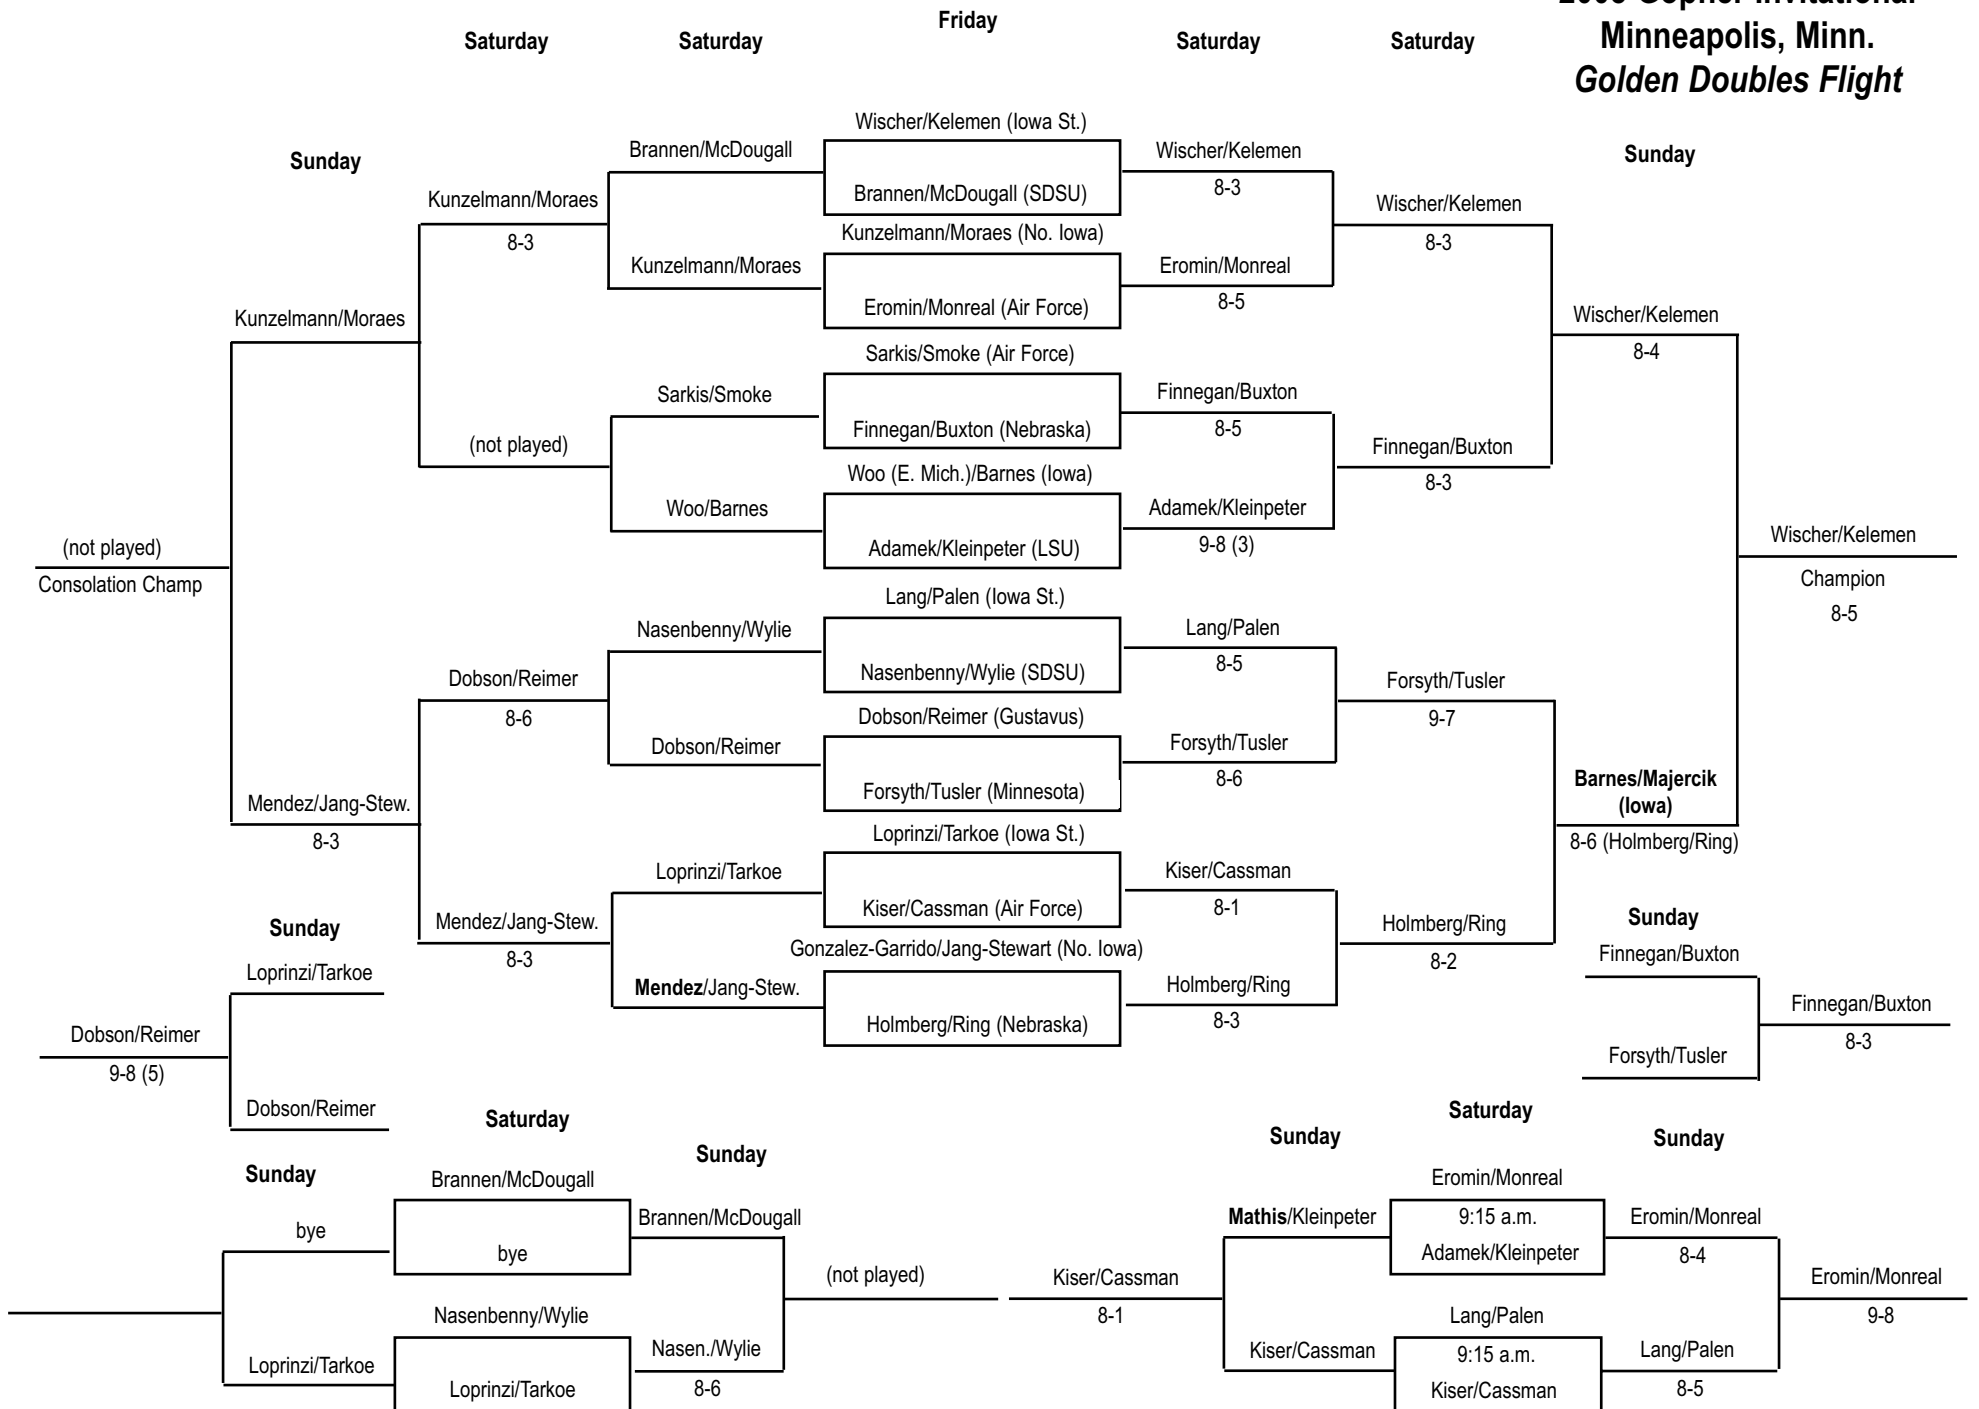 2003 Gopher Invitational
Minneapolis, Minn.
Golden Doubles Flight
Friday
Saturday
Saturday
Saturday
Saturday
Sunday
Sunday
Wischer/Kelemen (Iowa St.)
Brannen/McDougall (SDSU)
Kunzelmann/Moraes (No. Iowa)
Eromin/Monreal (Air Force)
Sarkis/Smoke (Air Force)
Finnegan/Buxton (Nebraska)
Woo (E. Mich.)/Barnes (Iowa)
Adamek/Kleinpeter (LSU)
Lang/Palen (Iowa St.)
Nasenbenny/Wylie (SDSU)
Dobson/Reimer (Gustavus)
Forsyth/Tusler (Minnesota)
Loprinzi/Tarkoe (Iowa St.)
Kiser/Cassman (Air Force)
Gonzalez-Garrido/Jang-Stewart (No. Iowa)
Holmberg/Ring (Nebraska)
Wischer/Kelemen
8-3
Eromin/Monreal
8-5
Finnegan/Buxton
8-5
Adamek/Kleinpeter
9-8 (3)
Lang/Palen
8-5
Forsyth/Tusler
8-6
Kiser/Cassman
8-1
Holmberg/Ring
8-3
Wischer/Kelemen
8-3
Finnegan/Buxton
8-3
Forsyth/Tusler
9-7
Holmberg/Ring
8-2
Wischer/Kelemen
8-4
Barnes/Majercik
(Iowa)
8-6 (Holmberg/Ring)
Wischer/Kelemen
Champion
8-5
Brannen/McDougall
Kunzelmann/Moraes
Sarkis/Smoke
Woo/Barnes
Nasenbenny/Wylie
Dobson/Reimer
Loprinzi/Tarkoe
Mendez/Jang-Stew.
Kunzelmann/Moraes
8-3
(not played)
Dobson/Reimer
8-6
Mendez/Jang-Stew.
8-3
Kunzelmann/Moraes
Mendez/Jang-Stew.
8-3
(not played)
Consolation Champ
Sunday
Loprinzi/Tarkoe
Dobson/Reimer
9-8 (5)
Dobson/Reimer
Sunday
Finnegan/Buxton
Finnegan/Buxton
8-3
Forsyth/Tusler
Saturday
Sunday
Sunday
Brannen/McDougall
bye
Brannen/McDougall
bye
(not played)
Nasenbenny/Wylie
Loprinzi/Tarkoe
Nasen./Wylie
8-6
Loprinzi/Tarkoe
Saturday
Sunday
Sunday
Eromin/Monreal
9:15 a.m.
Adamek/Kleinpeter
Mathis/Kleinpeter
Eromin/Monreal
8-4
Kiser/Cassman
8-1
Eromin/Monreal
9-8
Lang/Palen
9:15 a.m.
Kiser/Cassman
Kiser/Cassman
Lang/Palen
8-5